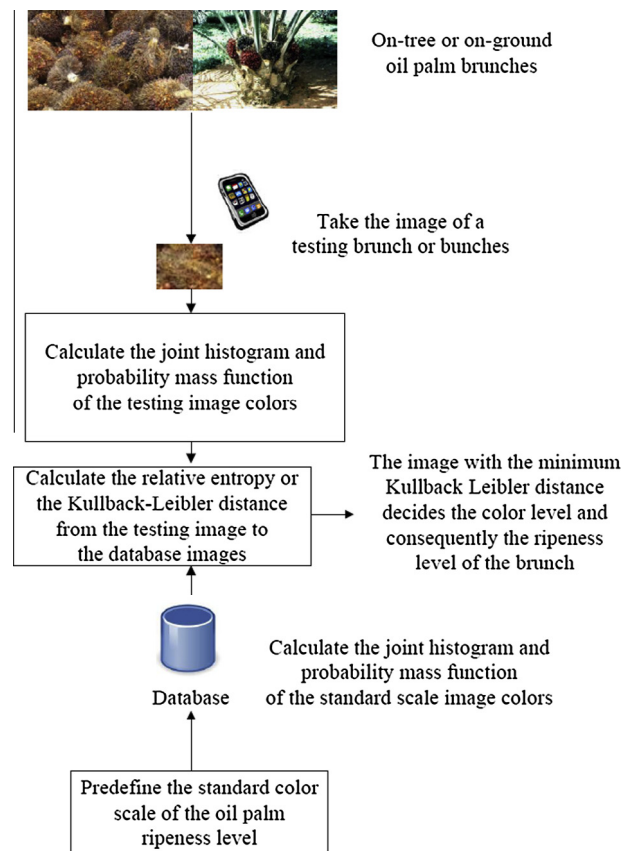 On-tree or on-ground
oil palm brunches
Take the image of a
testing brunch or bunches
Calculate the joint histogram and
probability mass function
of the testing image colors
Calculate the relative entropy or
the Kullback-Leibler distance
from the testing image to
the database images
The image with the minimum
Kullback Leibler distance
decides the color level and
consequently the ripeness
level of the brunch
Database
Calculate the joint histogram and
probability mass function
of the standard scale image colors
Predefine the standard color
scale of the oil palm
ripeness level